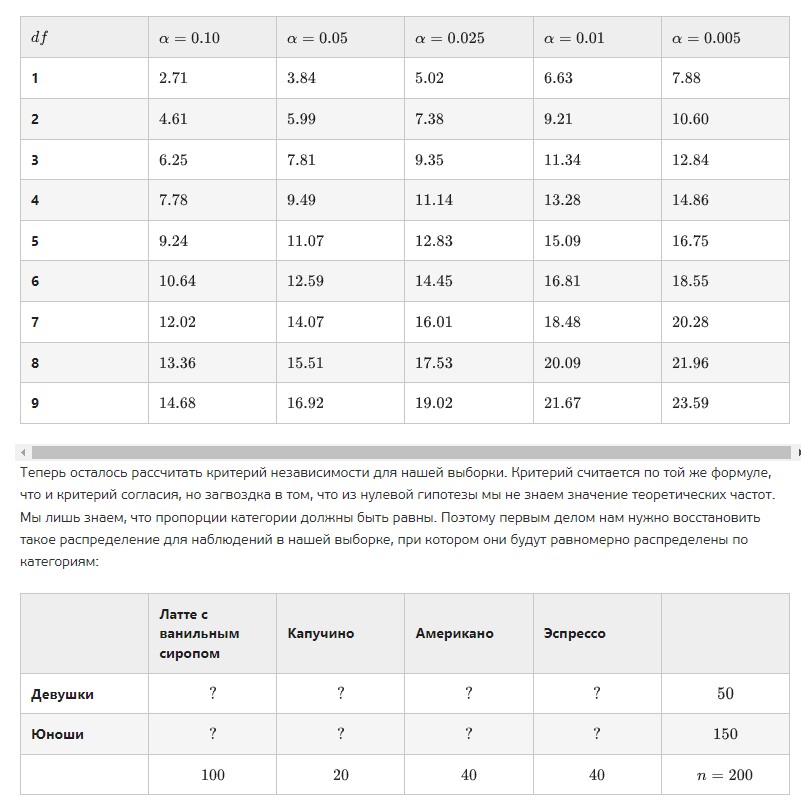 df α = 0.10 α = 0.05 α = 0.025 α = 0.01 α = 0.005
1 2.71 3.84 5.02 6.63 7.88
2 4.61 5.99 7.38 9.21 10.60
3 6.25 7.81 9.35 11.34 12.84
4 7.78 9.49 11.14 13.28 14.86
5 9.24 11.07 12.83 15.09 16.75
6 10.64 12.59 14.45 16.81 18.55
7 12.02 14.07 16.01 18.48 20.28
8 13.36 15.51 17.53 20.09 21.96
9 14.68 16.92 19.02 21.67 23.59
Теперь осталось рассчитать критерий независимости для нашей выборки. Критерий считается по той же формуле,
что и критерий согласия, но загвоздка в том, что из нулевой гипотезы мы не знаем значение теоретических частот.
Мы лишь знаем, что пропорции категории должны быть равны. Поэтому первым делом нам нужно восстановить
такое распределение для наблюдений в нашей выборке, при котором они будут равномерно распределены по
категориям:
Латте с
ванильным
сиропом
Капучино Американо Эспрессо
Девушки ? ? ? ? 50
Юноши ? ? ? ? 150
100 20 40 40 n = 200